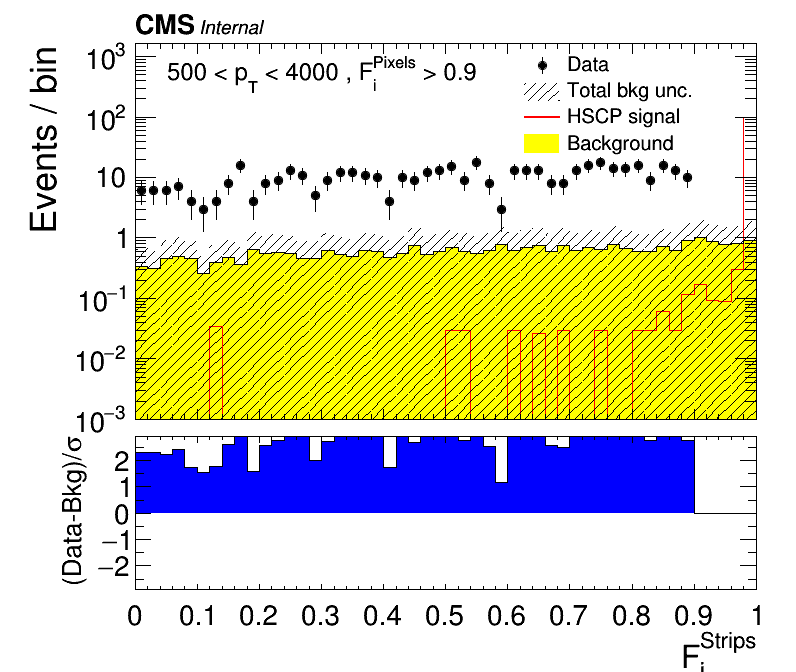 CMS Internal
Events / bin
500 < p_T < 4000 , F_i^Pixels > 0.9
Data
Total bkg unc.
HSCP signal
Background
10^3
10^2
10
1
10^−1
10^−2
10^−3
(Data-Bkg)/σ
2
1
0
−1
−2
0 0.1 0.2 0.3 0.4 0.5 0.6 0.7 0.8 0.9 1
F_i^Strips